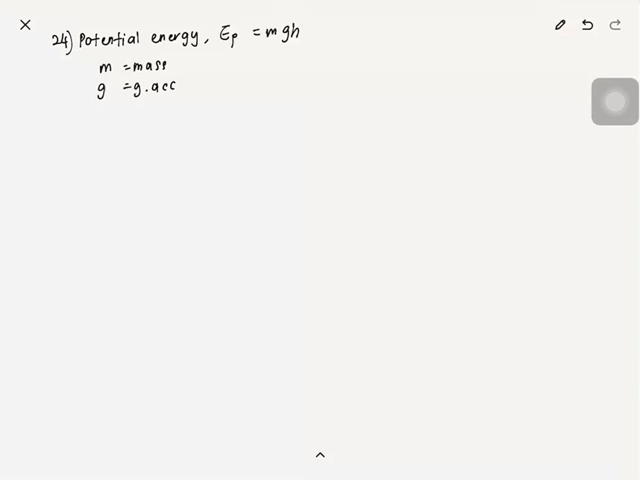 24) Potential energy, Ep = mgh
m = mass
g = g.acc